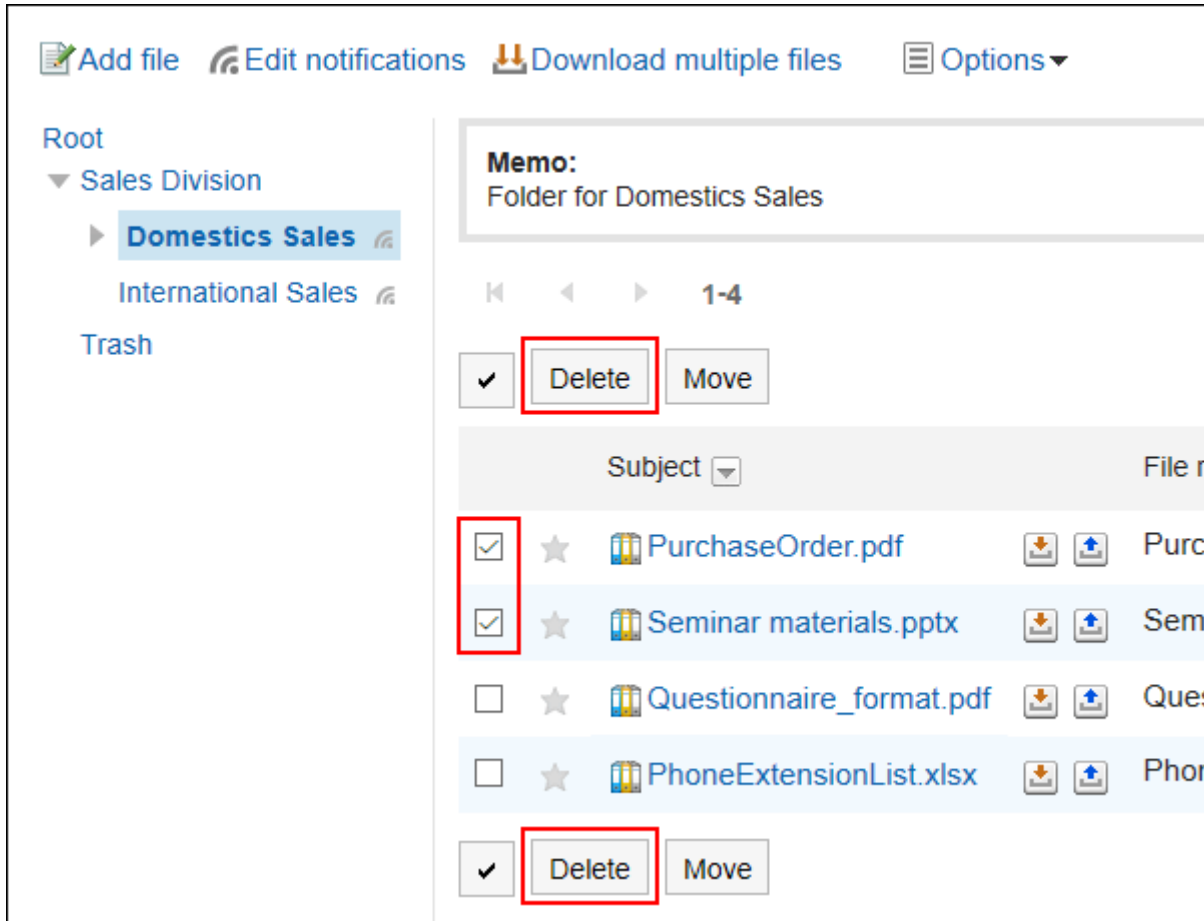 Add file Edit notifications Download multiple files Options
Root
Sales Division
Domestics Sales
International Sales
Trash
Memo:
Folder for Domestics Sales
1-4
Delete Move
Subject File
PurchaseOrder.pdf
Seminar materials.pptx
Questionnaire_format.pdf
PhoneExtensionList.xlsx
Delete Move